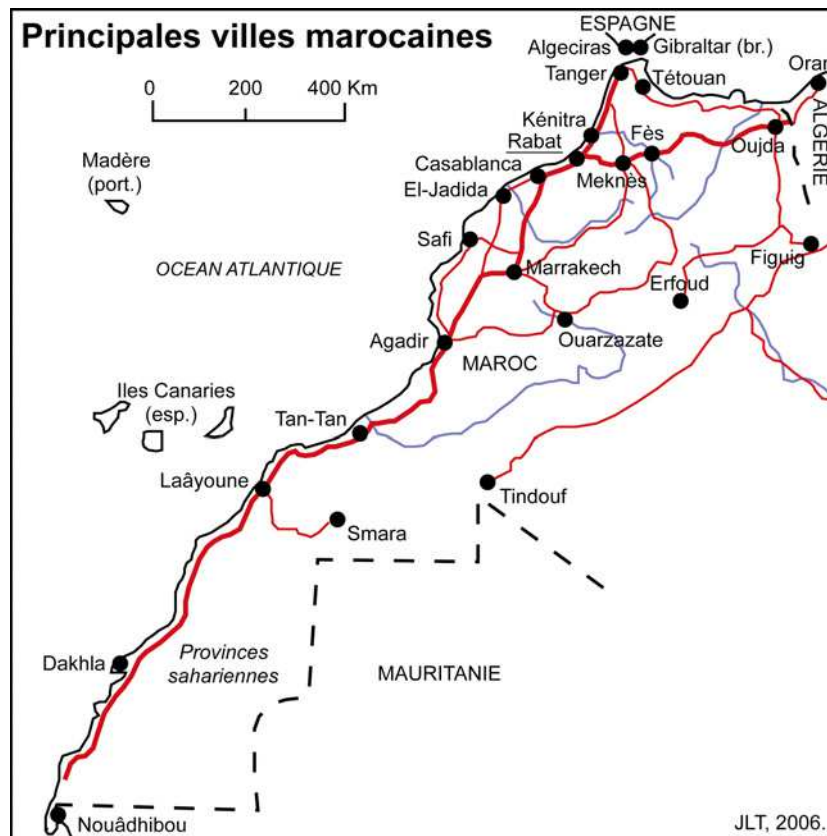 Principales villes marocaines
ESPAGNE
Algeciras
Gibraltar (br.)
0 200 400 Km
Tanger
Tétouan
Oran
Kénitra
Rabat
Fès
Oujda
ALGERIE
Madère
(port.)
Casablanca
Meknès
El-Jadida
Safi
OCEAN ATLANTIQUE
Marrakech
Figuig
Erfoud
Agadir
Ouarzazate
MAROC
Iles Canaries
(esp.)
Tan-Tan
Laâyoune
Tindouf
Smara
Dakhla
Provinces
sahariennes
MAURITANIE
Nouâdhibou
JLT, 2006.